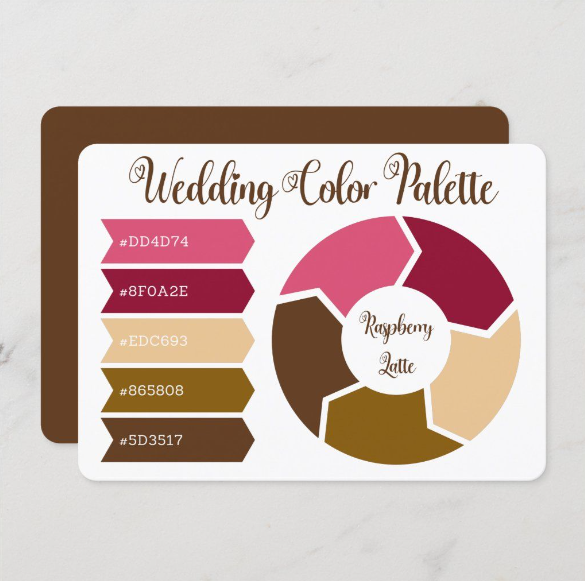 Wedding Color Palette
#DD4D74
#8F0A2E
#EDC693
#865808
#5D3517
Raspberry
Latte